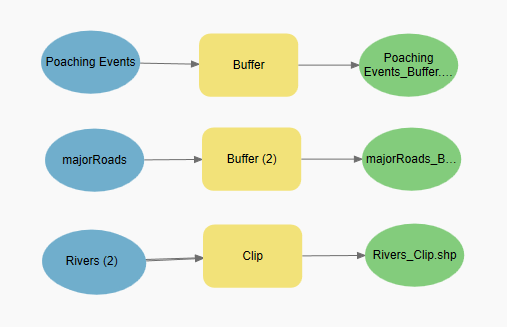 Poaching Events
Buffer
Poaching
Events_Buffer....
majorRoads
Buffer (2)
majorRoads_B...
Rivers (2)
Clip
Rivers_Clip.shp